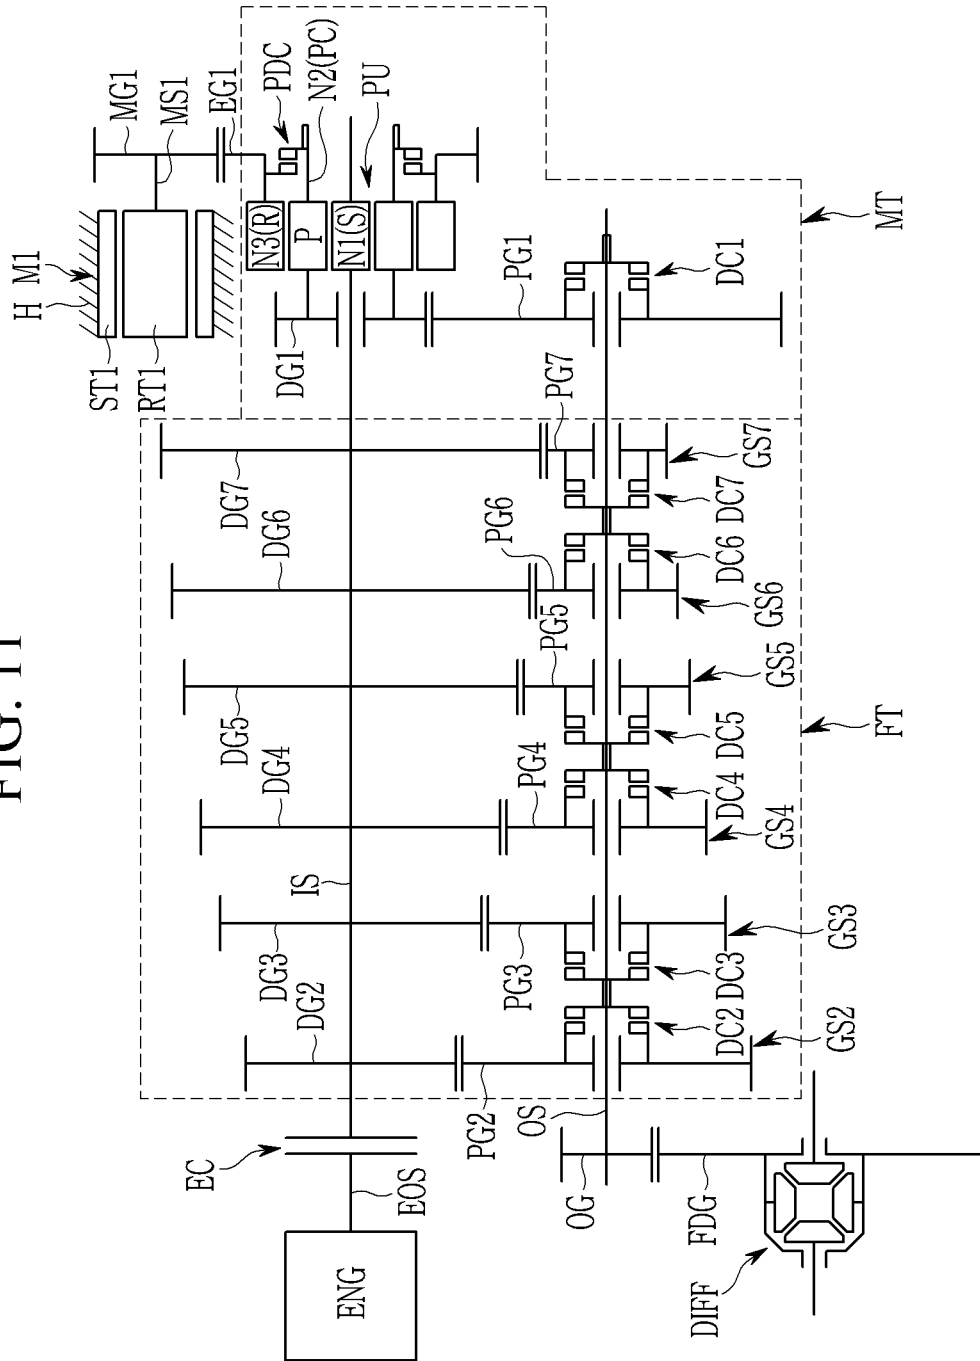 FIG. 11
H M1
ST1
MG1
RT1
MS1
EC
EG1
DG5
DG7
DG3
DG4
DG6
N3(R)
PDC
DG1
DG2
IS
P
N2(PC)
ENG
N1(S)
PU
EOS
PG2
PG3
PG4
PG6
PG1
PG5
PG7
OS
OG
FDG
DIFF
DC2 DC3
DC4 DC5
DC6 DC7
DC1
GS2
GS3
GS4
GS5
GS6
GS7
FT
MT